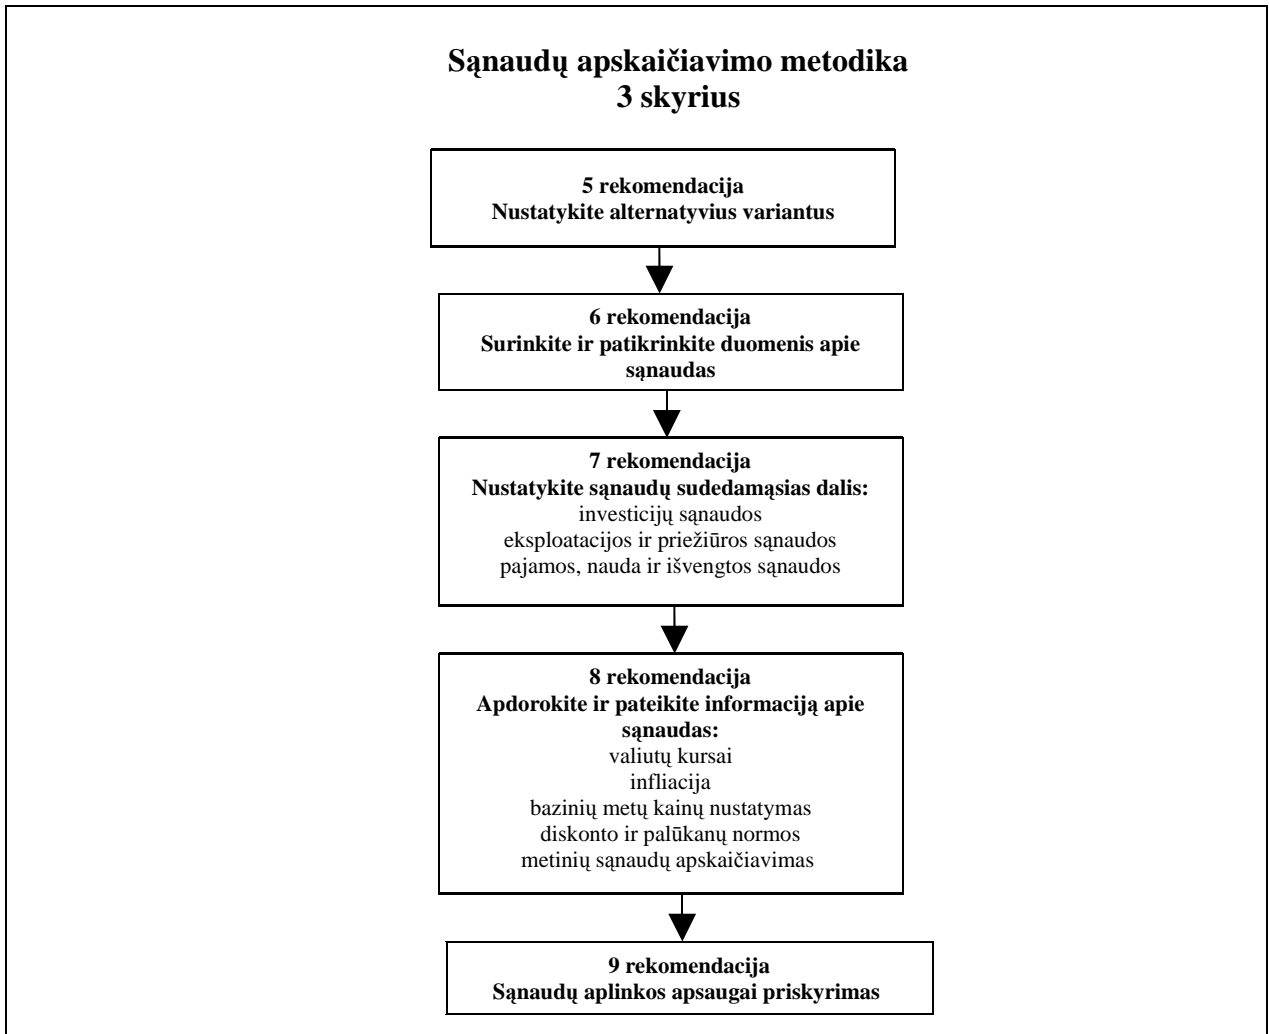 Sąnaudų apskaičiavimo metodika
3 skyrius
5 rekomendacija
Nustatykite alternatyvius variantus
6 rekomendacija
Surinkite ir patikrinkite duomenis apie
sąnaudas
7 rekomendacija
Nustatykite sąnaudų sudedamąsias dalis:
investicijų sąnaudos
eksploatacijos ir priežiūros sąnaudos
pajamos, nauda ir išvengtos sąnaudos
8 rekomendacija
Apdorokite ir pateikite informaciją apie
sąnaudas:
valiutų kursai
infliacija
bazinių metų kainų nustatymas
diskonto ir palūkanų normos
metinių sąnaudų apskaičiavimas
9 rekomendacija
Sąnaudų aplinkos apsaugai priskyrimas